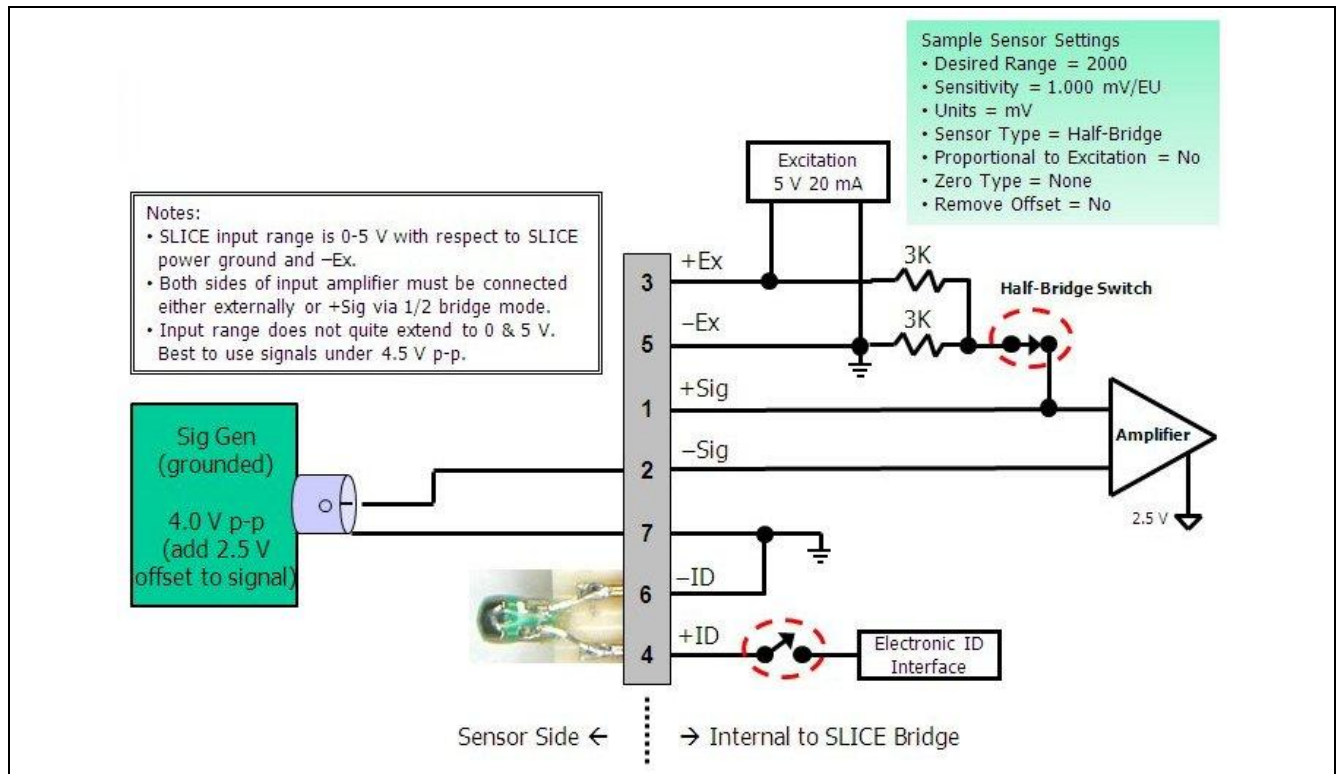 Sample Sensor Settings
• Desired Range = 2000
• Sensitivity = 1.000 mV/EU
• Units = mV
• Sensor Type = Half-Bridge
• Proportional to Excitation = No
• Zero Type = None
• Remove Offset = No
Excitation
5 V 20 mA
Notes:
• SLICE input range is 0-5 V with respect to SLICE
power ground and –Ex.
• Both sides of input amplifier must be connected
either externally or +Sig via 1/2 bridge mode.
• Input range does not quite extend to 0 & 5 V.
Best to use signals under 4.5 V p-p.
3
+Ex
3K
Half-Bridge Switch
5
–Ex
3K
1
+Sig
Amplifier
2
–Sig
2.5 V
Sig Gen
(grounded)
4.0 V p-p
(add 2.5 V
offset to signal)
7
6
–ID
4
+ID
Electronic ID
Interface
Sensor Side ←
→ Internal to SLICE Bridge